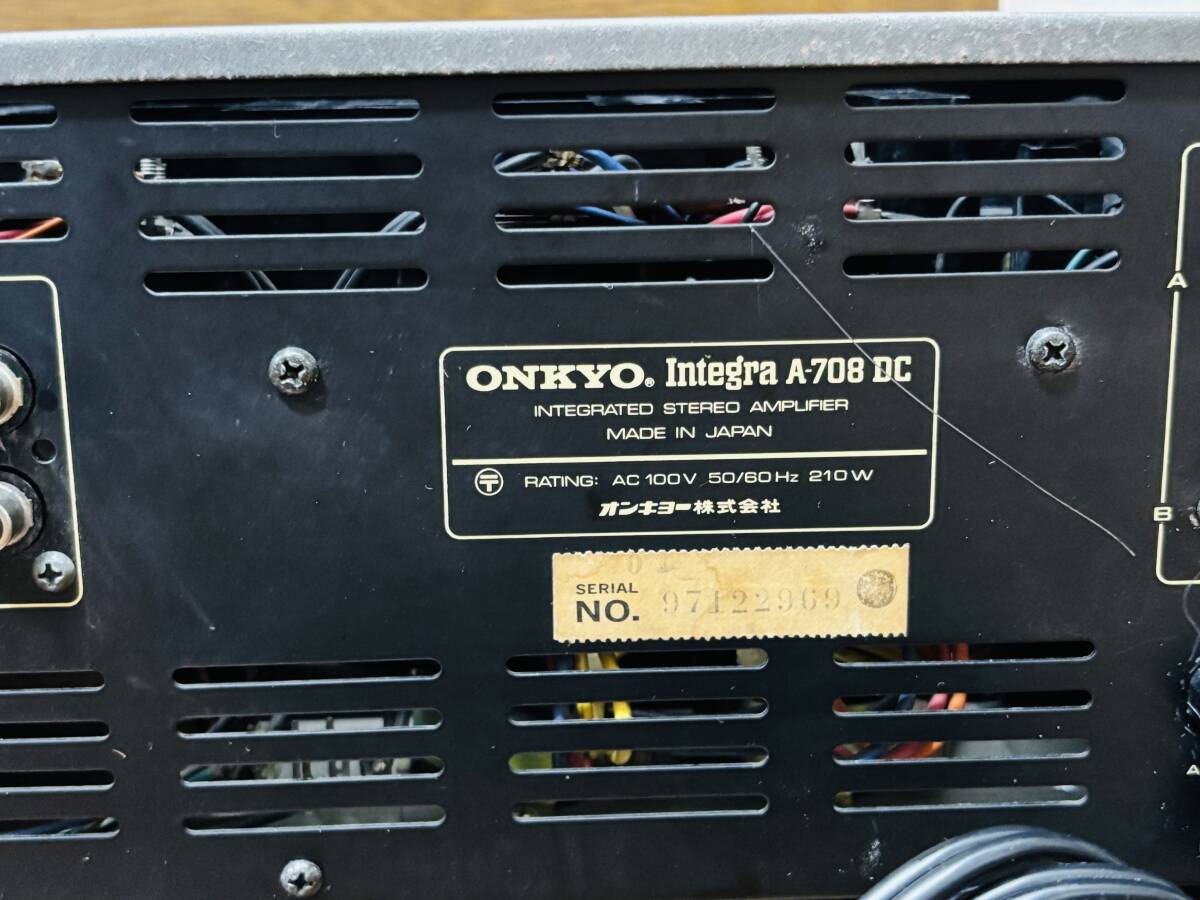 ONKYO® Integra A-708 DC
INTEGRATED STEREO AMPLIFIER
MADE IN JAPAN
RATING: AC 100V 50/60Hz 210W
オンキヨー株式会社
SERIAL
NO. 97122969
A
B
A